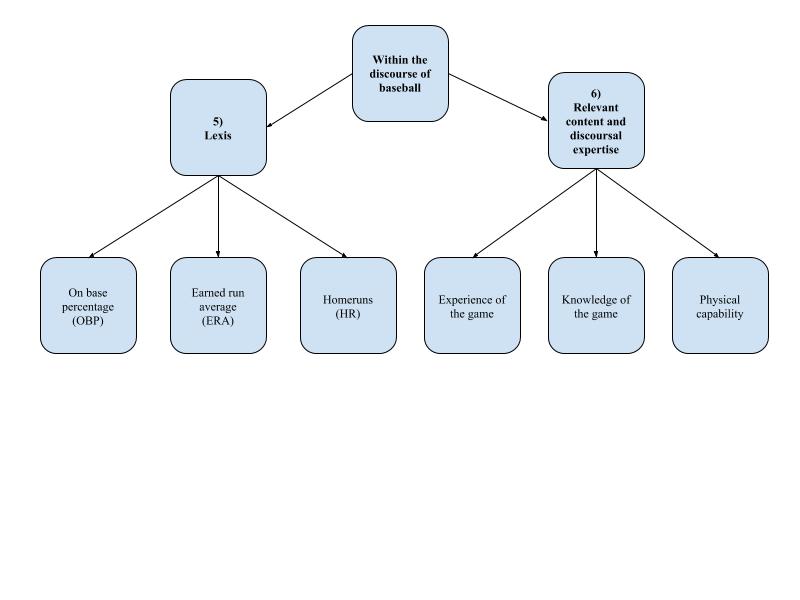 Within the
discourse of
baseball
5)
Lexis
6)
Relevant
content and
discoursal
expertise
On base
percentage
(OBP)
Earned run
average
(ERA)
Homeruns
(HR)
Experience of
the game
Knowledge of
the game
Physical
capability